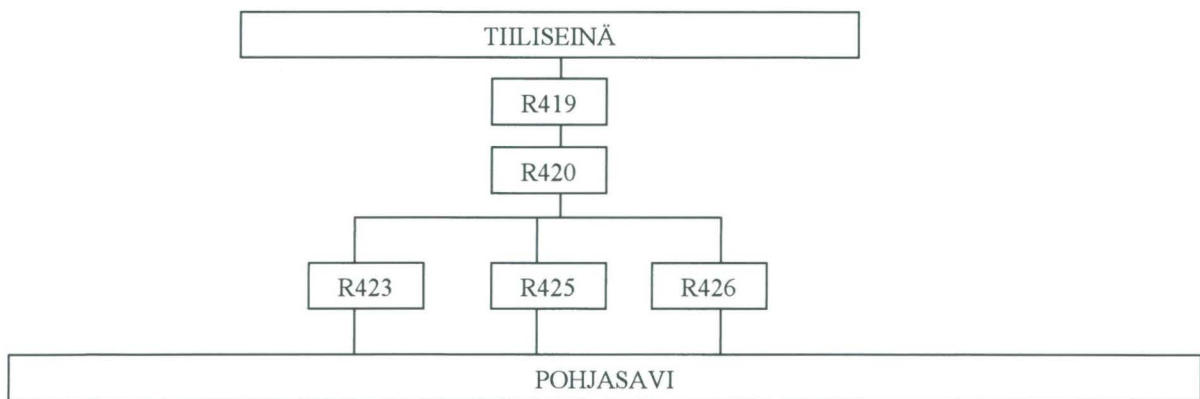 TIILISEINÄ
R419
R420
R423 R425 R426
POHJASAVI